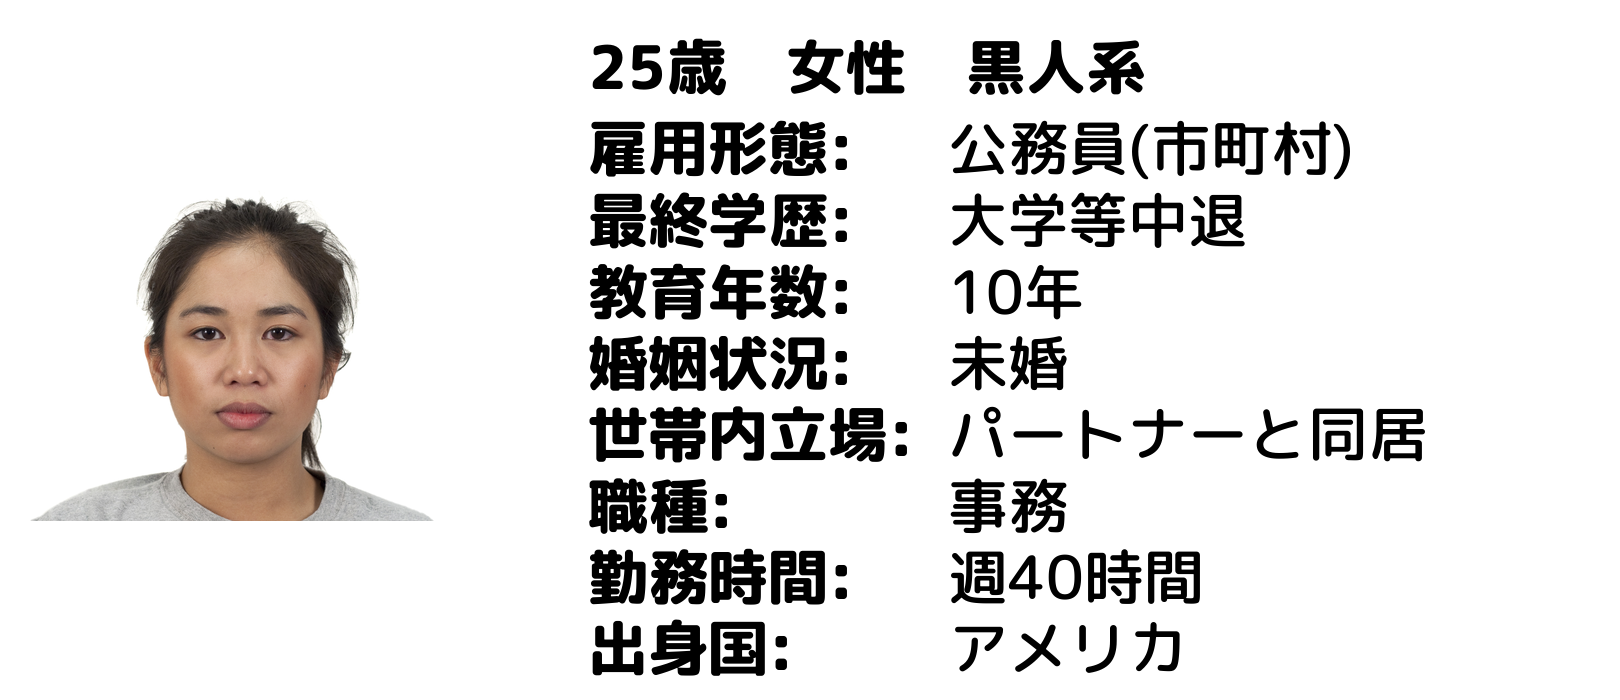 25歳　女性　黒人系
雇用形態:　公務員(市町村)
最終学歴:　大学等中退
教育年数:　10年
婚姻状況:　未婚
世帯内立場:　パートナーと同居
職種:　事務
勤務時間:　週40時間
出身国:　アメリカ